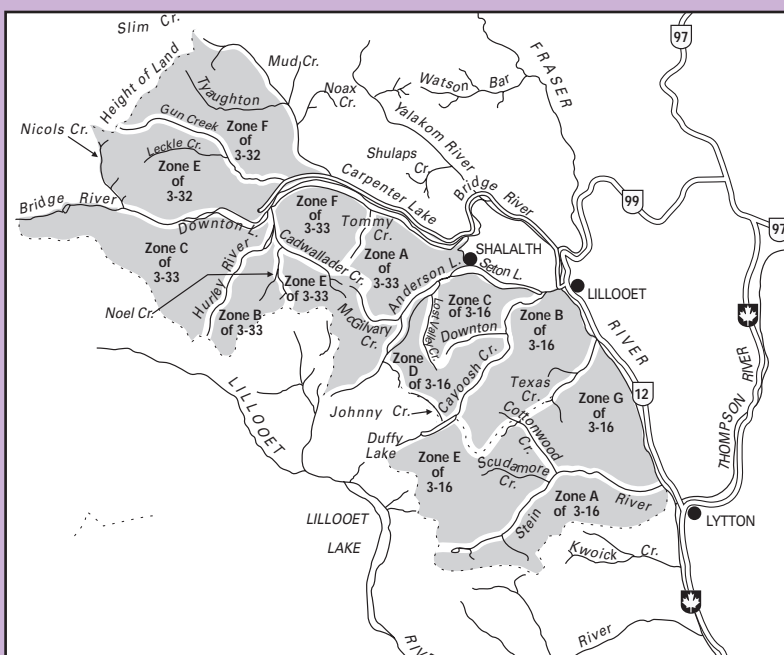 Slim Cr.
Height of Land
Mud Cr.
Tyaughton
Noax
Cr.
Watson Bar
FRASER
97
Nicols Cr.
Gun Creek
Zone F
of
3-32
Leckie Cr.
Zone E
of
3-32
Yalakom River
Shulaps
Cr
Carpenter Lake
Bridge River
99
97
Bridge River
Downton L.
Zone F
of
3-33
Tommy
Cr.
Zone C
of
3-33
Hurley River
Cadwallader Cr.
Zone A
of
3-33
Anderson L.
SHALALTH
Seton L.
LILLOOET
Noel Cr.
Zone B
of 3-33
Zone E
of 3-33
McGilvary
Cr.
Lost Valley Cr.
Zone C
of 3-16
Downton
Zone B
of
3-16
RIVER
LILLOOET
Zone
D
of 3-16
Cayoosh Cr.
Texas
Cr.
Zone G
of
3-16
12
THOMPSON RIVER
Johnny Cr.
Cottonwood
Cr.
Duffy
Lake
Zone E
of
3-16
Scudamore
Cr.
Zone A
of 3-16
Stein
River
LYTTON
LILLOOET
LAKE
Kwoick Cr.
River
RIVER